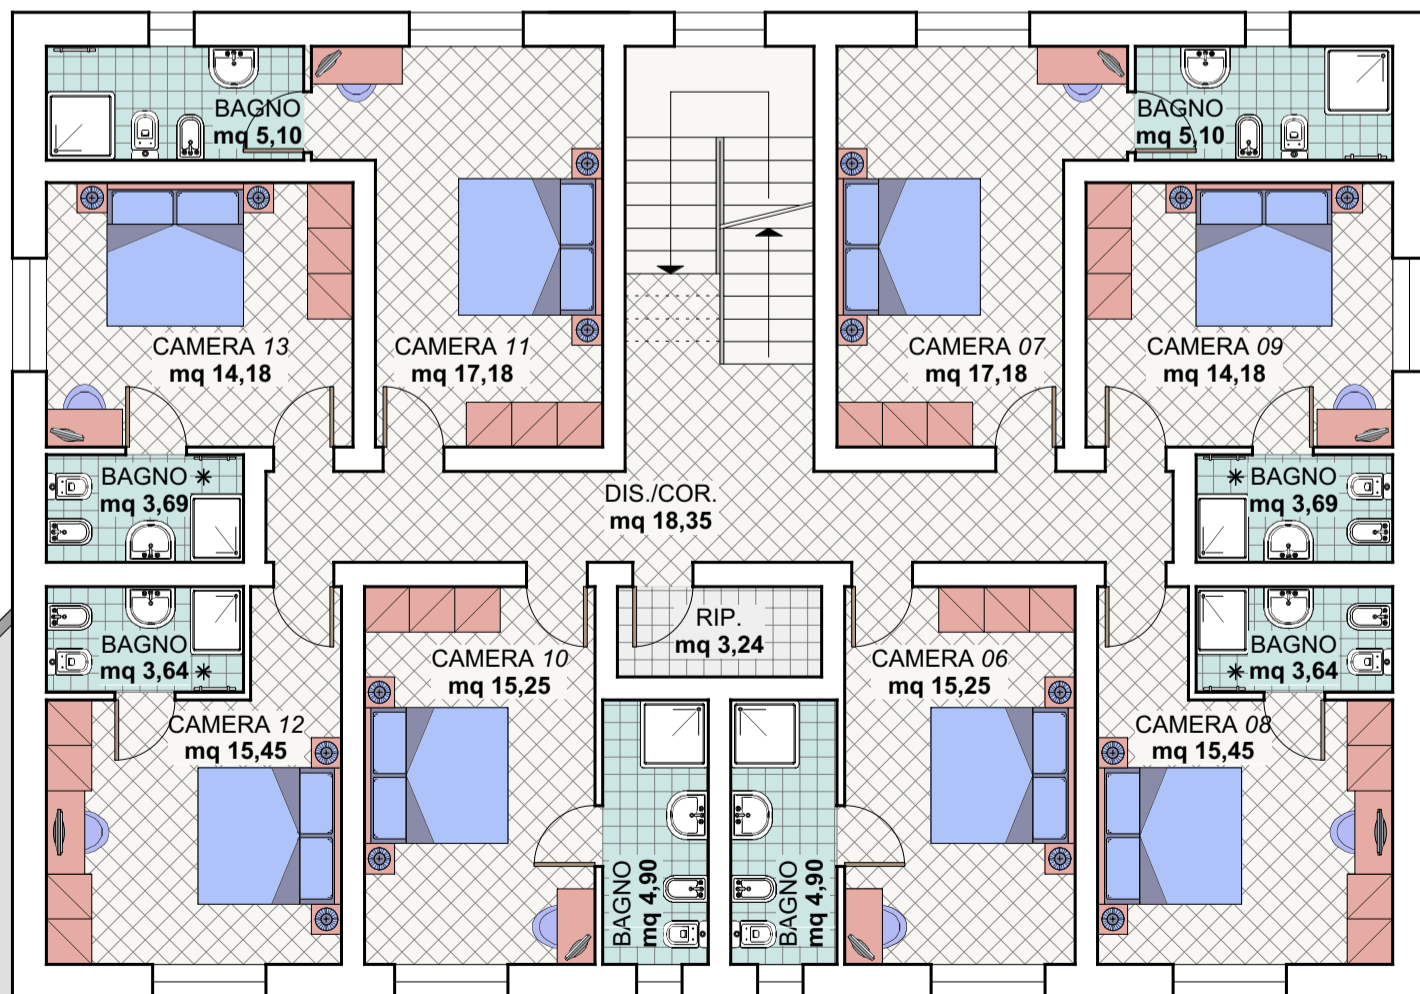 BAGNO
mq 5,10
BAGNO
mq 5,10
CAMERA 13
mq 14,18
CAMERA 11
mq 17,18
CAMERA 07
mq 17,18
CAMERA 09
mq 14,18
BAGNO
mq 3,69
DIS./COR.
mq 18,35
BAGNO
mq 3,69
BAGNO
mq 3,64
CAMERA 10
mq 15,25
RIP.
mq 3,24
CAMERA 06
mq 15,25
BAGNO
mq 3,64
CAMERA 12
mq 15,45
CAMERA 08
mq 15,45
BAGNO
mq 4,90
BAGNO
mq 4,90